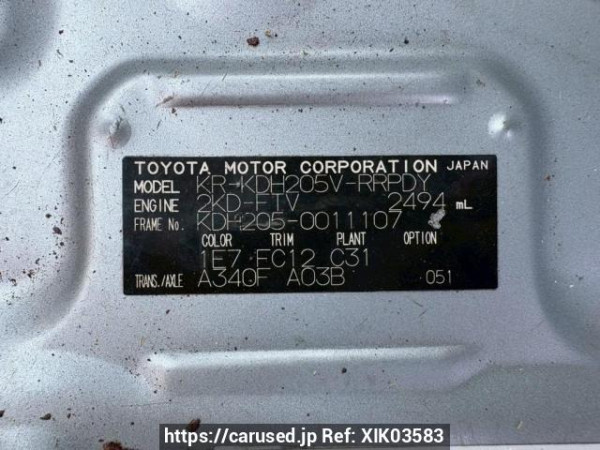 TOYOTA MOTOR CORPORATION JAPAN
MODEL KR-KDH205V-RRPDY
ENGINE 2KD-FTV 2494 mL
FRAME No. KDH205-0011107
COLOR TRIM PLANT OPTION
1E7 FC12 C31
TRANS./AXLE A340F A03B 051
https://carused.jp Ref: XIK03583